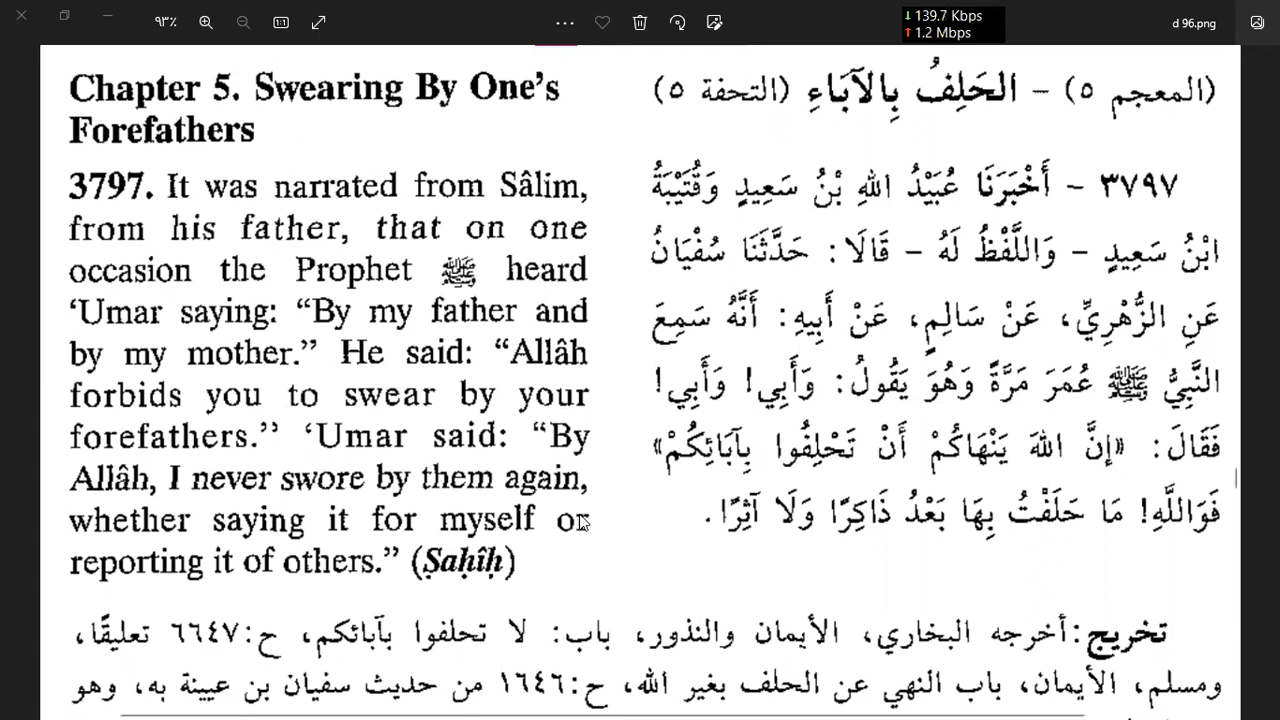 ٩٣٪
139.7 Kbps
1.2 Mbps
d 96.png
Chapter 5. Swearing By One's
Forefathers
3797. It was narrated from Sâlim,
from his father, that on one
occasion the Prophet ﷺ heard
‘Umar saying: “By my father and
by my mother.” He said: “Allâh
forbids you to swear by your
forefathers.” ‘Umar said: “By
Allâh, I never swore by them again,
whether saying it for myself or
reporting it of others.” (Ṣaḥîḥ)
(المعجم ٥) – الحَلِفُ بِالآبَاءِ (التحفة ٥)
٣٧٩٧ – أَخْبَرَنَا عُبَيْدُ اللهِ بْنُ سَعِيدٍ وَقُتَيْبَةُ
ابْنُ سَعِيدٍ – وَاللَّفْظُ لَهُ – قَالَا: حَدَّثَنَا سُفْيَانُ
عَنِ الزُّهْرِيِّ، عَنْ سَالِمٍ، عَنْ أَبِيهِ: أَنَّهُ سَمِعَ
النَّبِيُّ ﷺ عُمَرَ مَرَّةً وَهُوَ يَقُولُ: وَأَبِي! وَأَبِي!
فَقَالَ: «إِنَّ اللهَ يَنْهَاكُمْ أَنْ تَحْلِفُوا بِآبَائِكُمْ»
فَوَاللَّهِ! مَا حَلَفْتُ بِهَا بَعْدُ ذَاكِرًا وَلَا آثِرًا.
تخريج: أخرجه البخاري، الأيمان والنذور، باب: لا تحلفوا بآبائكم، ح:٦٦٤٧ تعليقًا،
ومسلم، الأيمان، باب النهي عن الحلف بغير الله، ح:١٦٤٦ من حديث سفيان بن عيينة به، وهو